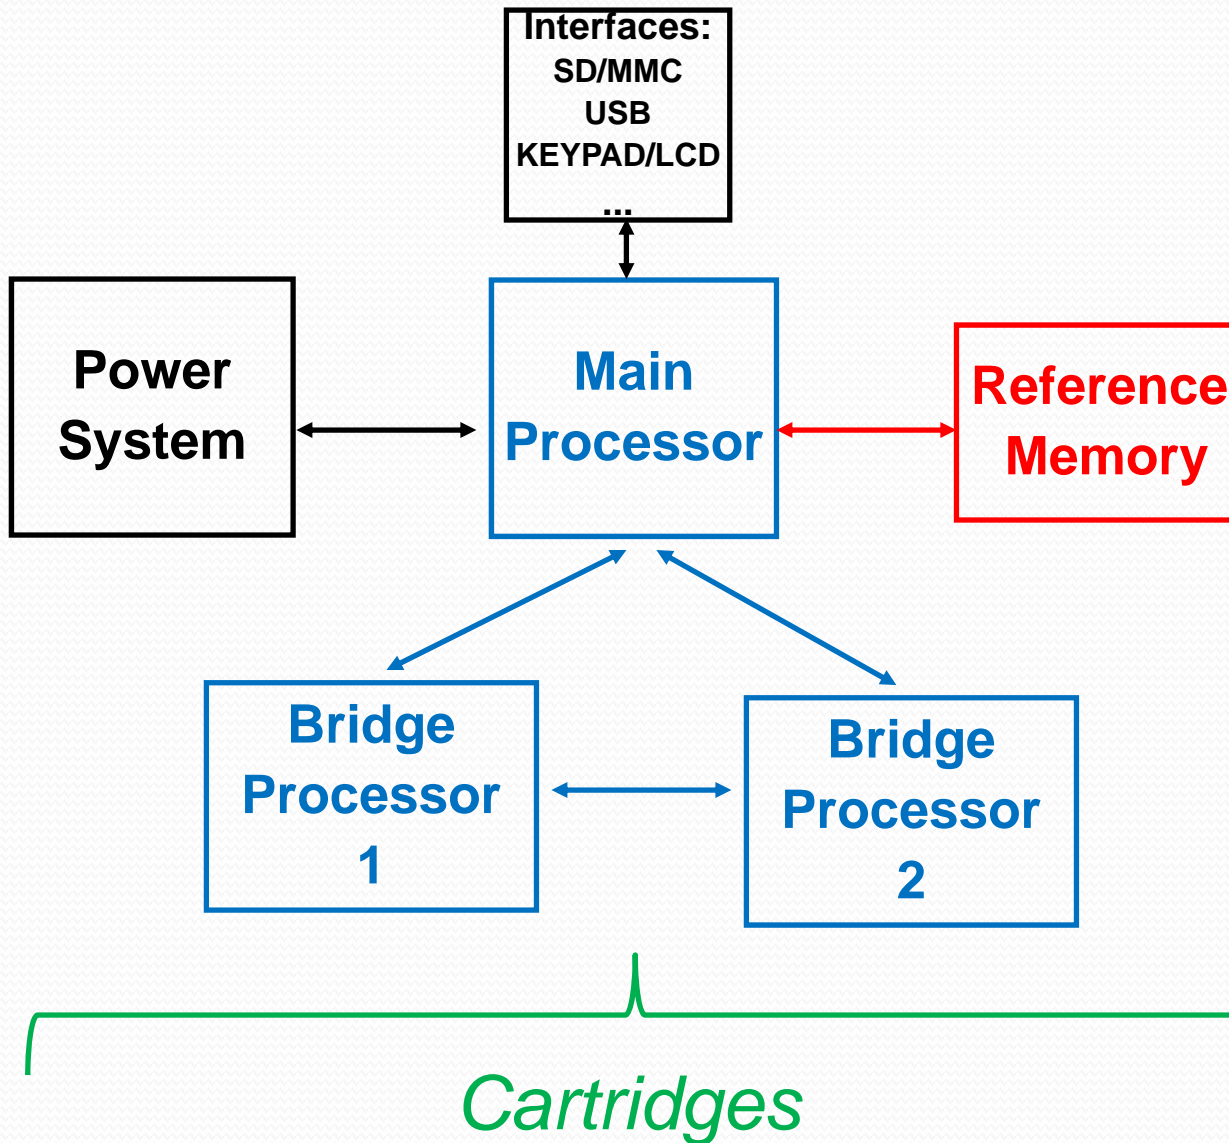 Interfaces:
SD/MMC
USB
KEYPAD/LCD
...
Power
System
Main
Processor
Reference
Memory
Bridge
Processor
1
Bridge
Processor
2
Cartridges